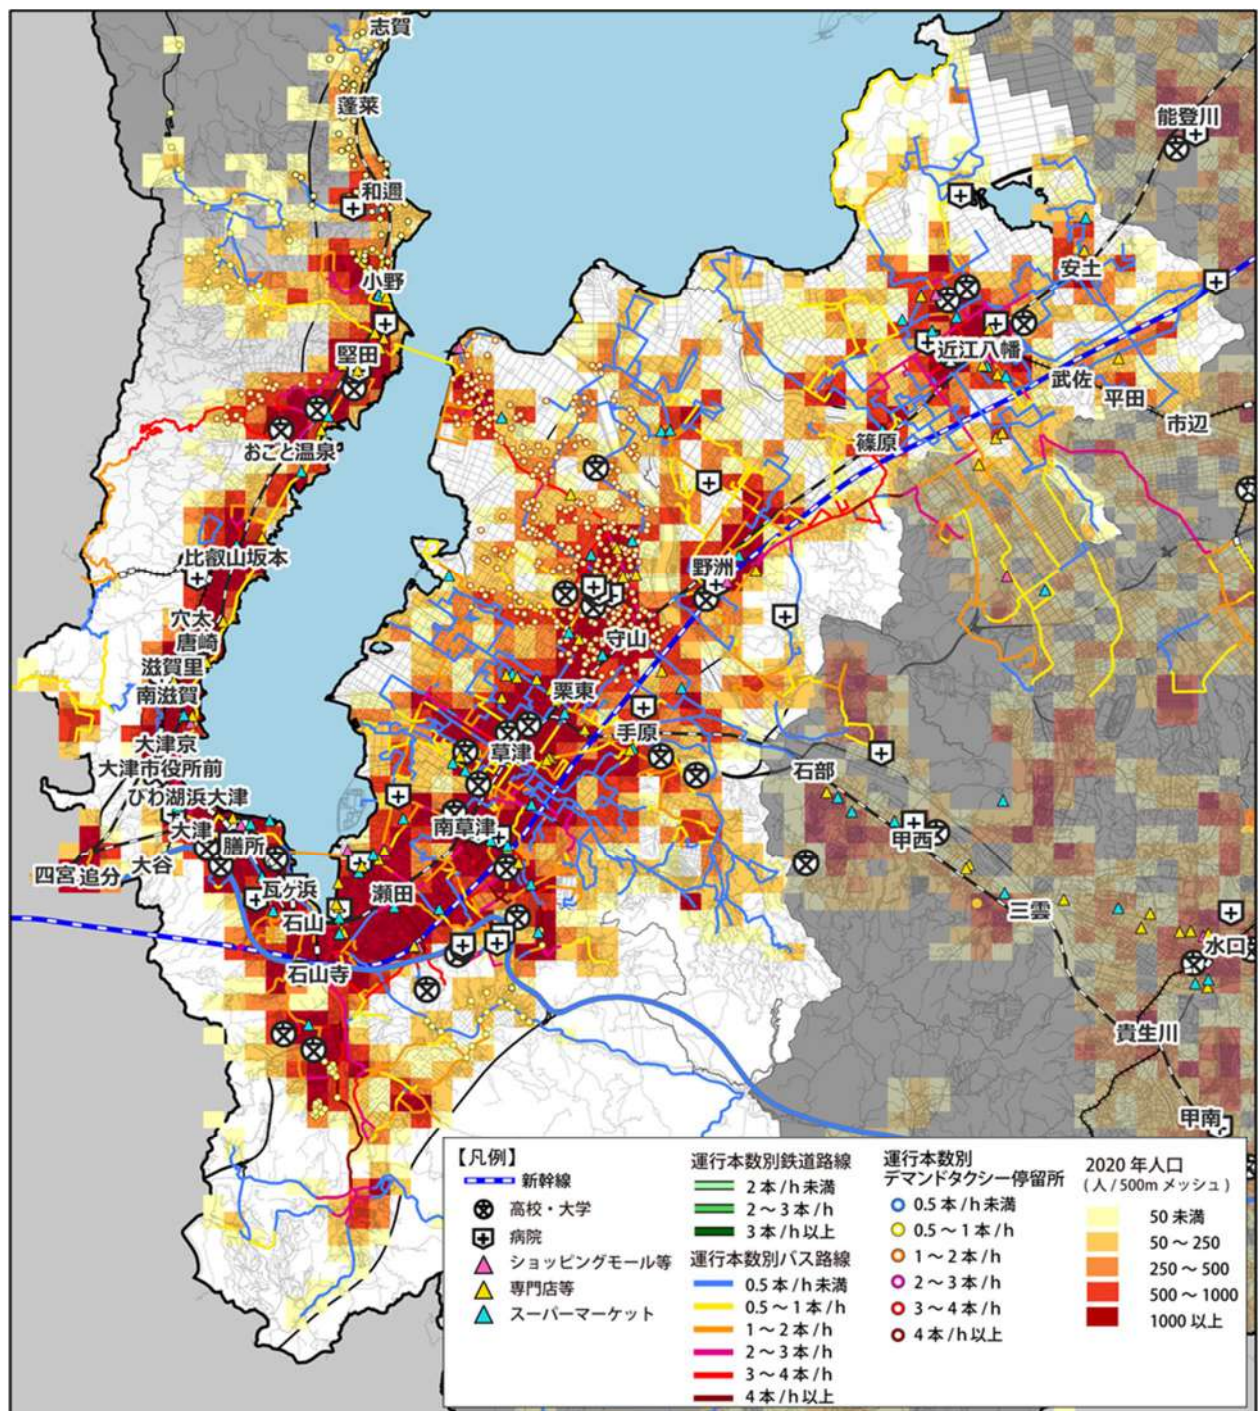 志賀
蓬莱
能登川
和邇
小野
安土
堅田
近江八幡
武佐
平田
市辺
篠原
おごと温泉
比叡山坂本
野洲
穴太
唐崎
守山
滋賀里
南滋賀
栗東
手原
大津京
草津
大津市役所前
石部
びわ湖浜大津
大津
南草津
甲西
膳所
四宮
追分
大谷
瓦ヶ浜
瀬田
石山
三雲
水口
石山寺
貴生川
甲南
【凡例】
新幹線
高校・大学
病院
ショッピングモール等
専門店等
スーパーマーケット
運行本数別鉄道路線
2本/h未満
2～3本/h
3本/h以上
運行本数別バス路線
0.5本/h未満
0.5～1本/h
1～2本/h
2～3本/h
3～4本/h
4本/h以上
運行本数別
デマンドタクシー停留所
0.5本/h未満
0.5～1本/h
1～2本/h
2～3本/h
3～4本/h
4本/h以上
2020年人口
(人/500mメッシュ)
50未満
50～250
250～500
500～1000
1000以上